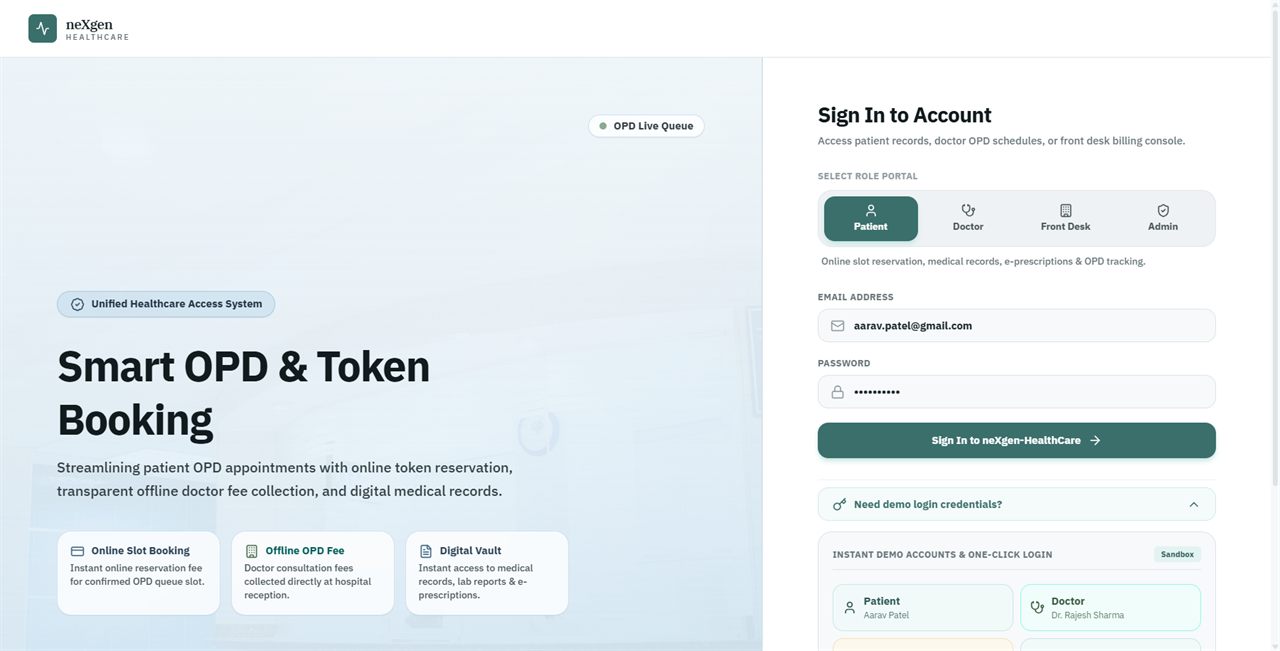 neXgen
HEALTHCARE
OPD Live Queue
Unified Healthcare Access System
Smart OPD & Token
Booking
Streamlining patient OPD appointments with online token reservation,
transparent offline doctor fee collection, and digital medical records.
Online Slot Booking
Instant online reservation fee
for confirmed OPD queue slot.
Offline OPD Fee
Doctor consultation fees
collected directly at hospital
reception.
Digital Vault
Instant access to medical
records, lab reports & e-
prescriptions.
Sign In to Account
Access patient records, doctor OPD schedules, or front desk billing console.
SELECT ROLE PORTAL
Patient
Doctor
Front Desk
Admin
Online slot reservation, medical records, e-prescriptions & OPD tracking.
EMAIL ADDRESS
aarav.patel@gmail.com
PASSWORD
••••••••••
Sign In to neXgen-HealthCare →
Need demo login credentials?
INSTANT DEMO ACCOUNTS & ONE-CLICK LOGIN
Sandbox
Patient
Aarav Patel
Doctor
Dr. Rajesh Sharma